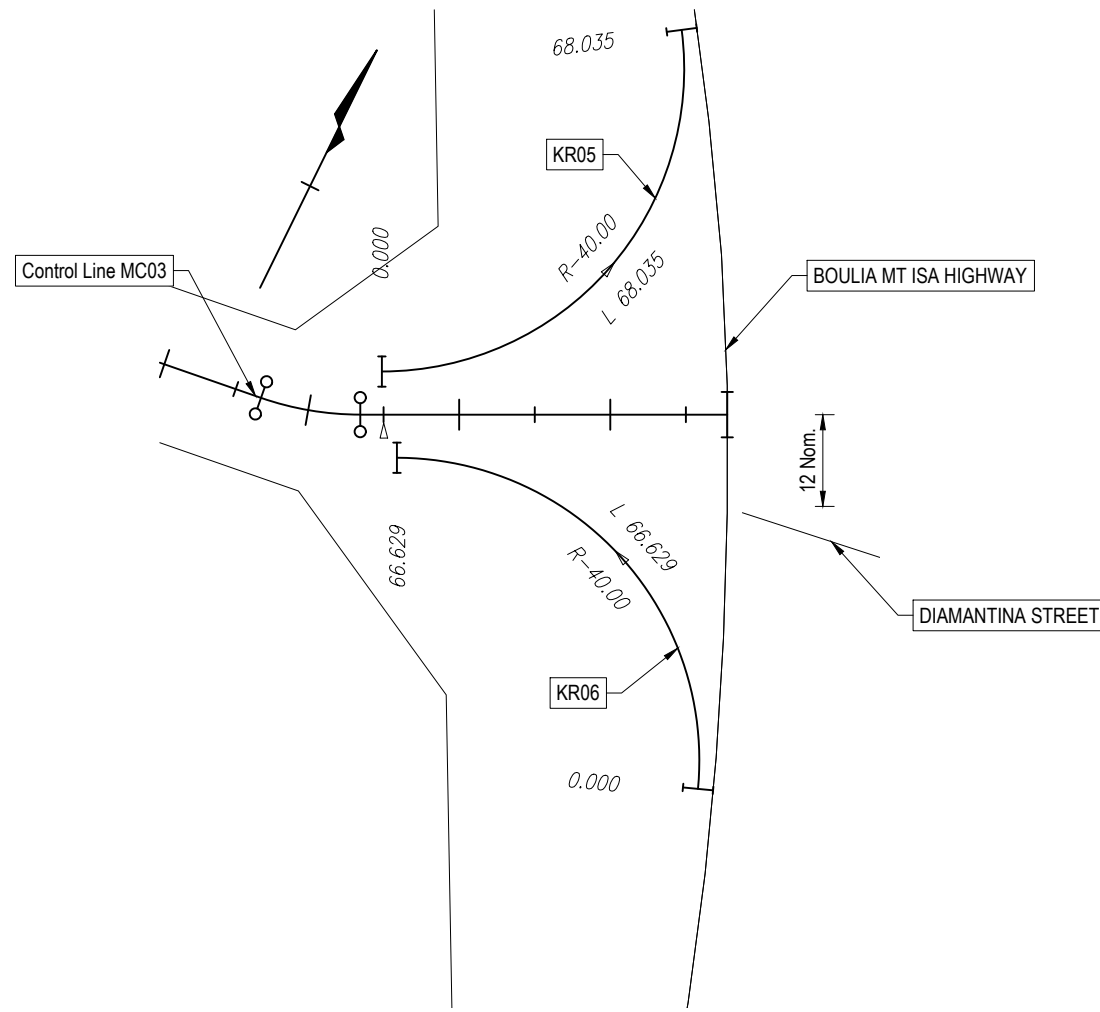 68.035
KR05
R-40.00
L 68.035
0.000
Control Line MC03
BOULIA MT ISA HIGHWAY
12 Nom.
66.629
L 66.629
R-40.00
DIAMANTINA STREET
KR06
0.000